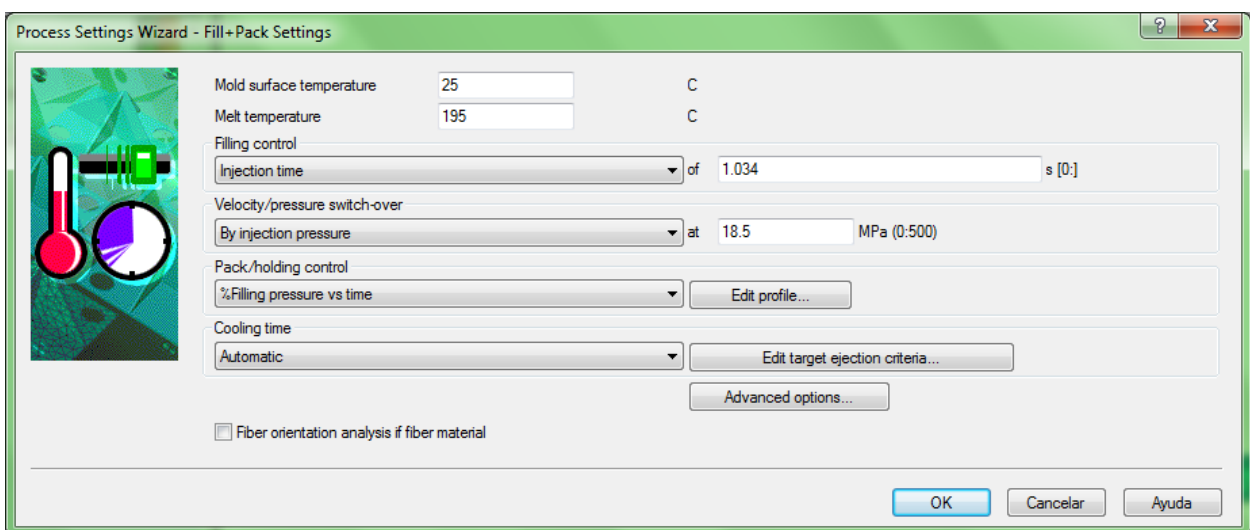 Process Settings Wizard - Fill+Pack Settings
? X
Mold surface temperature 25 C
Melt temperature 195 C
Filling control
Injection time of 1.034 s [0:]
Velocity/pressure switch-over
By injection pressure at 18.5 MPa (0:500)
Pack/holding control
%Filling pressure vs time Edit profile...
Cooling time
Automatic Edit target ejection criteria...
Advanced options...
Fiber orientation analysis if fiber material
OK Cancelar Ayuda